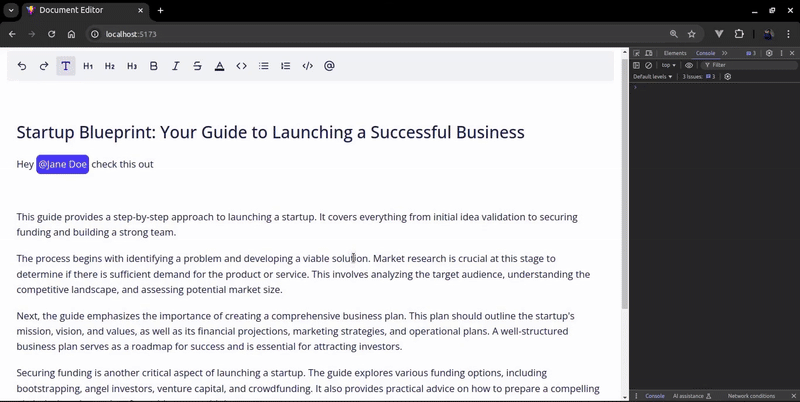 Document Editor
localhost:5173
H1 H2 H3 B I S A
Startup Blueprint: Your Guide to Launching a Successful Business
Hey @Jane Doe check this out
This guide provides a step-by-step approach to launching a startup. It covers everything from initial idea validation to securing
funding and building a strong team.
The process begins with identifying a problem and developing a viable solution. Market research is crucial at this stage to
determine if there is sufficient demand for the product or service. This involves analyzing the target audience, understanding the
competitive landscape, and assessing potential market size.
Next, the guide emphasizes the importance of creating a comprehensive business plan. This plan should outline the startup's
mission, vision, and values, as well as its financial projections, marketing strategies, and operational plans. A well-structured
business plan serves as a roadmap for success and is essential for attracting investors.
Securing funding is another critical aspect of launching a startup. The guide explores various funding options, including
bootstrapping, angel investors, venture capital, and crowdfunding. It also provides practical advice on how to prepare a compelling
Elements Console 3
top Filter
Default levels 3 Issues: 3
Console AI assistance Network conditions